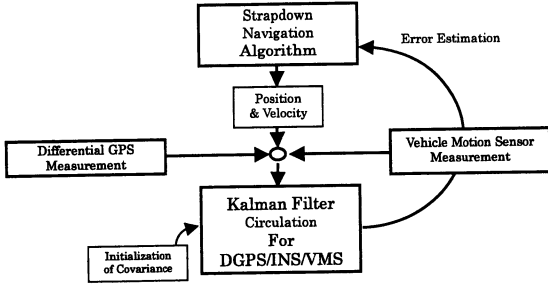 Strapdown
Navigation
Algorithm
Error Estimation
Position
& Velocity
Differential GPS
Measurement
Vehicle Motion Sensor
Measurement
Kalman Filter
Circulation
For
DGPS/INS/VMS
Initialization
of Covariance